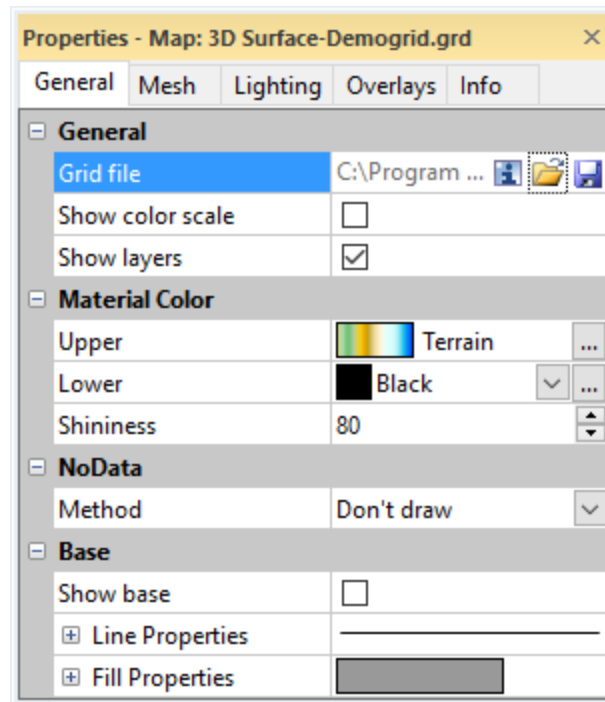 Properties - Map: 3D Surface-Demogrid.grd
General Mesh Lighting Overlays Info
General
Grid file C:\Program ...
Show color scale
Show layers
Material Color
Upper Terrain ...
Lower Black ...
Shininess 80
NoData
Method Don't draw
Base
Show base
Line Properties
Fill Properties